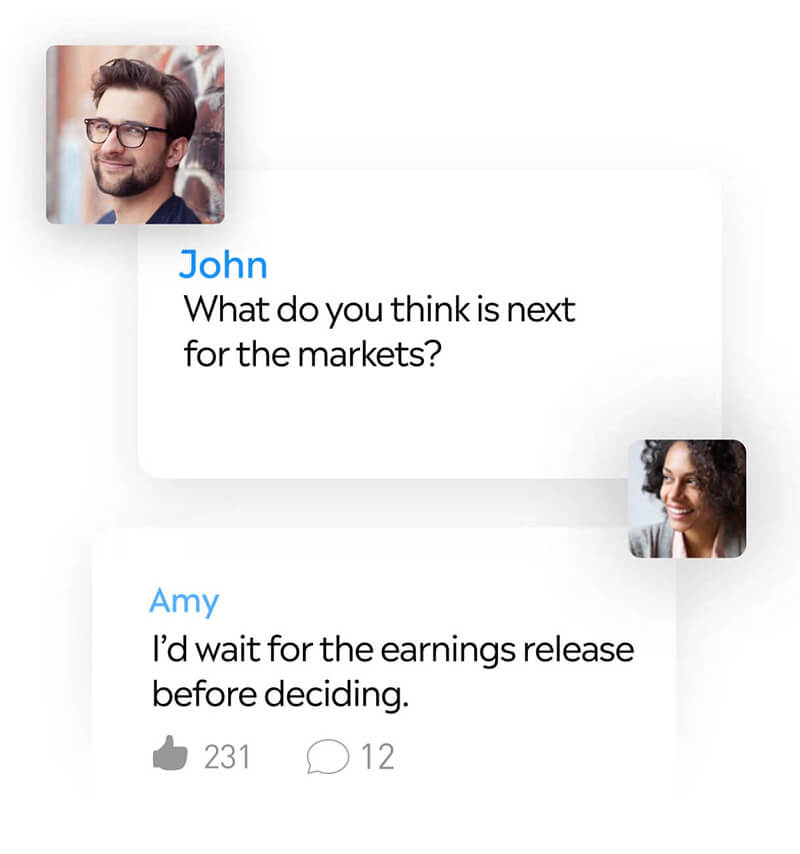 John
What do you think is next
for the markets?
Amy
I’d wait for the earnings release
before deciding.
231 12